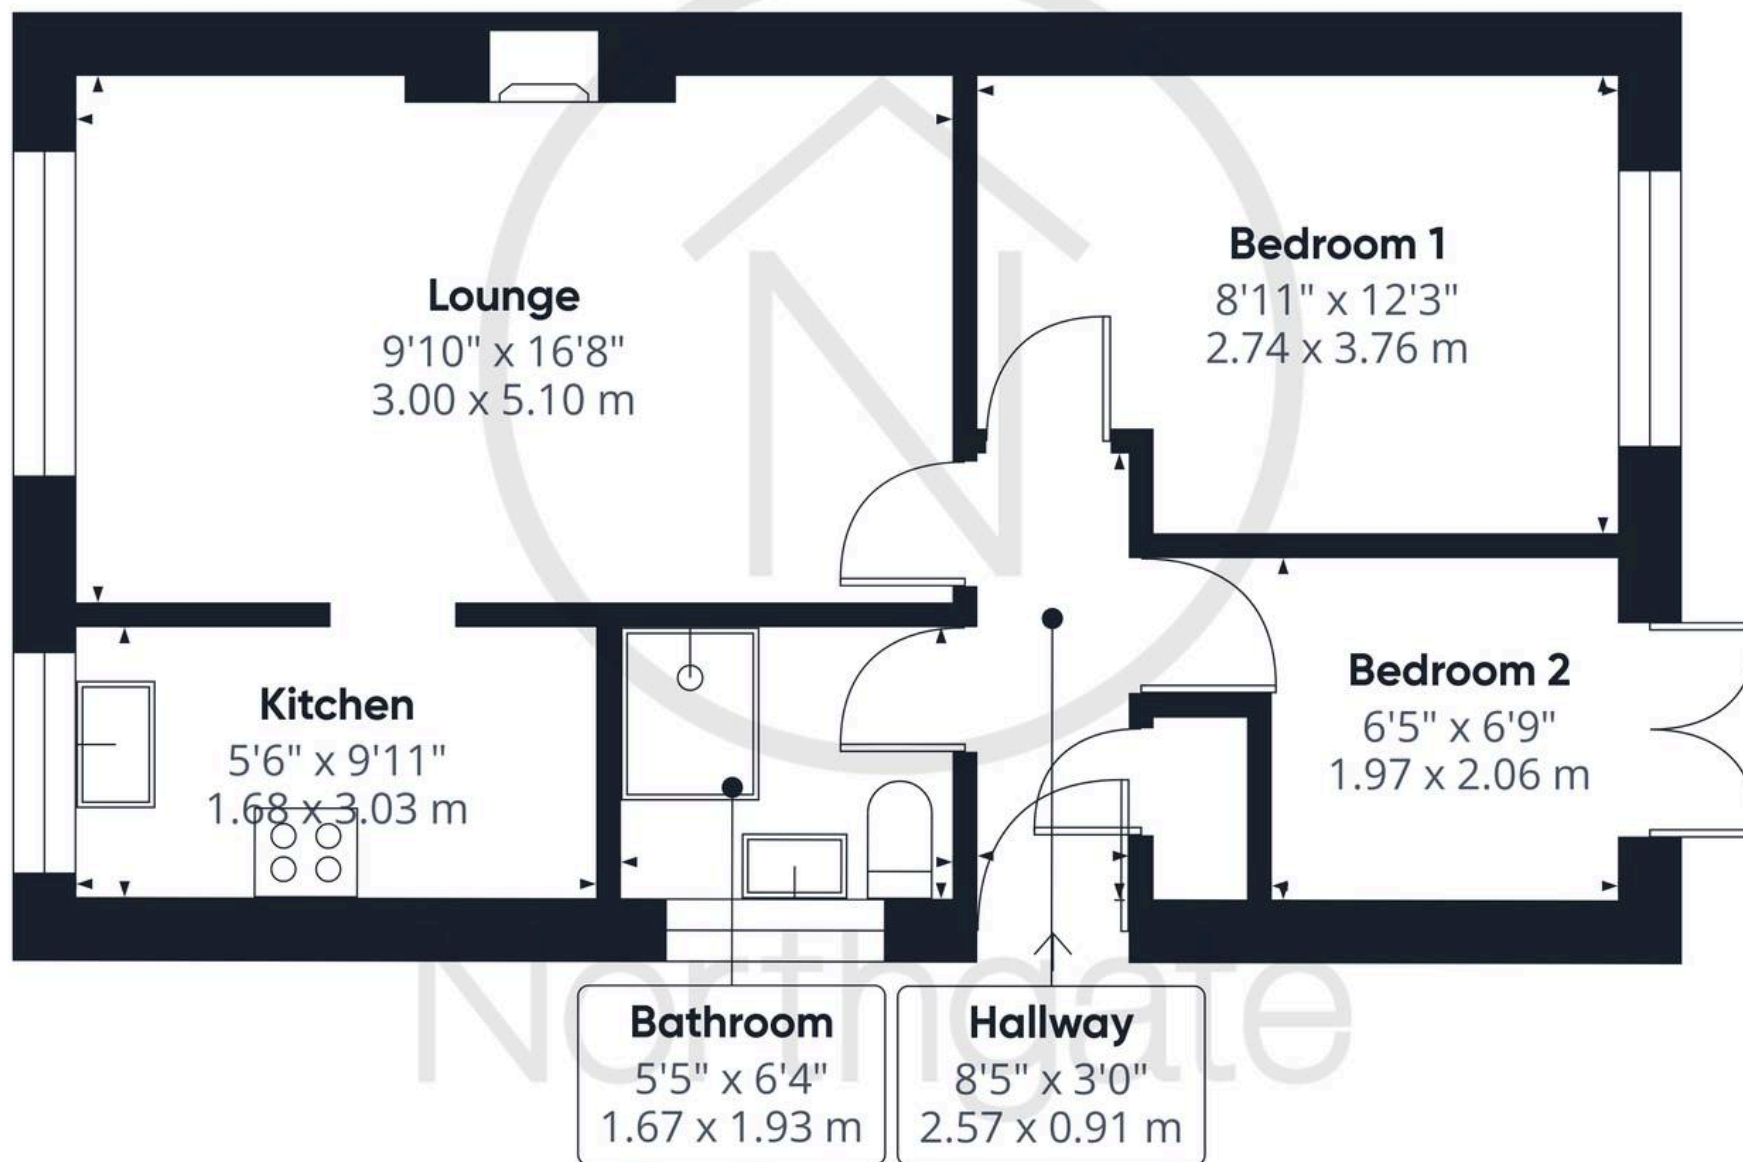 Lounge
9'10" x 16'8"
3.00 x 5.10 m
Bedroom 1
8'11" x 12'3"
2.74 x 3.76 m
Kitchen
5'6" x 9'11"
1.68 x 3.03 m
Bedroom 2
6'5" x 6'9"
1.97 x 2.06 m
Northgate
Bathroom
5'5" x 6'4"
1.67 x 1.93 m
Hallway
8'5" x 3'0"
2.57 x 0.91 m